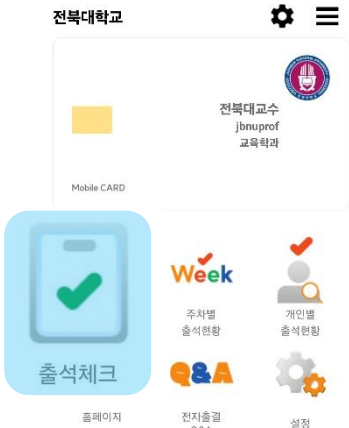 전북대학교
전북대교수
jbnuprof
교육학과
Mobile CARD
출석체크
Week
주차별
출석현황
개인별
출석현황
Q&A
홈페이지
전자출결
설정